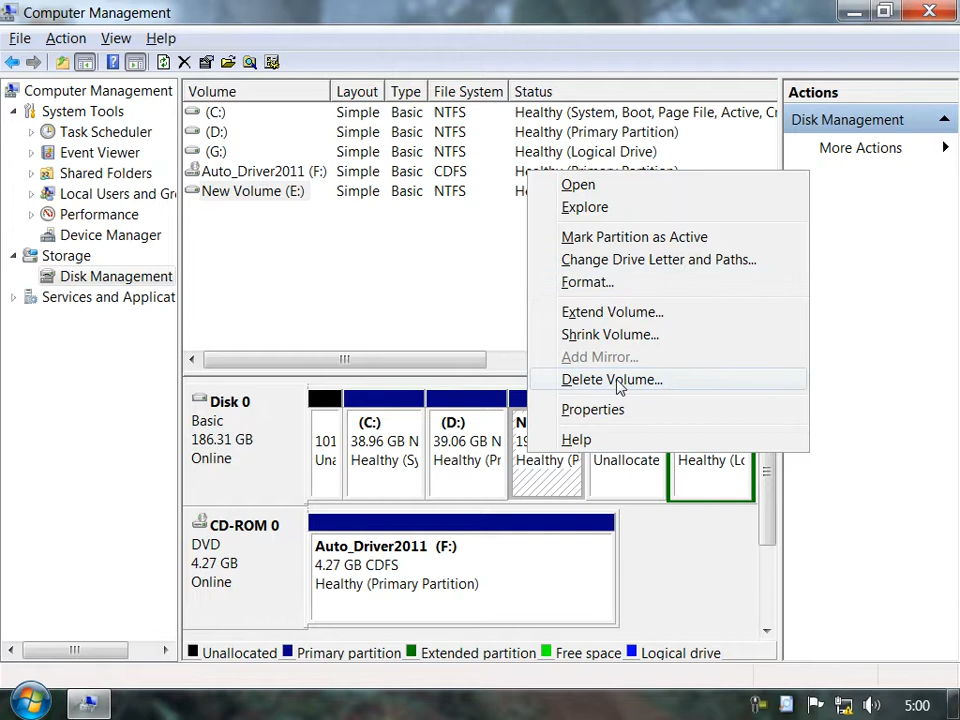 Computer Management
File Action View Help
Computer Management
System Tools
Task Scheduler
Event Viewer
Shared Folders
Local Users and Gr
Performance
Device Manager
Storage
Disk Management
Services and Applicat
Volume Layout Type File System Status
(C:) Simple Basic NTFS Healthy (System, Boot, Page File, Active, Cr
(D:) Simple Basic NTFS Healthy (Primary Partition)
(G:) Simple Basic NTFS Healthy (Logical Drive)
Auto_Driver2011 (F:) Simple Basic CDFS
New Volume (E:) Simple Basic NTFS
Open
Explore
Mark Partition as Active
Change Drive Letter and Paths...
Format...
Extend Volume...
Shrink Volume...
Add Mirror...
Delete Volume...
Properties
Help
Disk 0
Basic
186.31 GB
Online
101
Una
(C:)
38.96 GB N
Healthy (Sy
(D:)
39.06 GB N
Healthy (Pr
N
19
Healthy (P
Unallocate
Healthy (Lo
CD-ROM 0
DVD
4.27 GB
Online
Auto_Driver2011 (F:)
4.27 GB CDFS
Healthy (Primary Partition)
Unallocated Primary partition Extended partition Free space Logical drive
Actions
Disk Management
More Actions
5:00